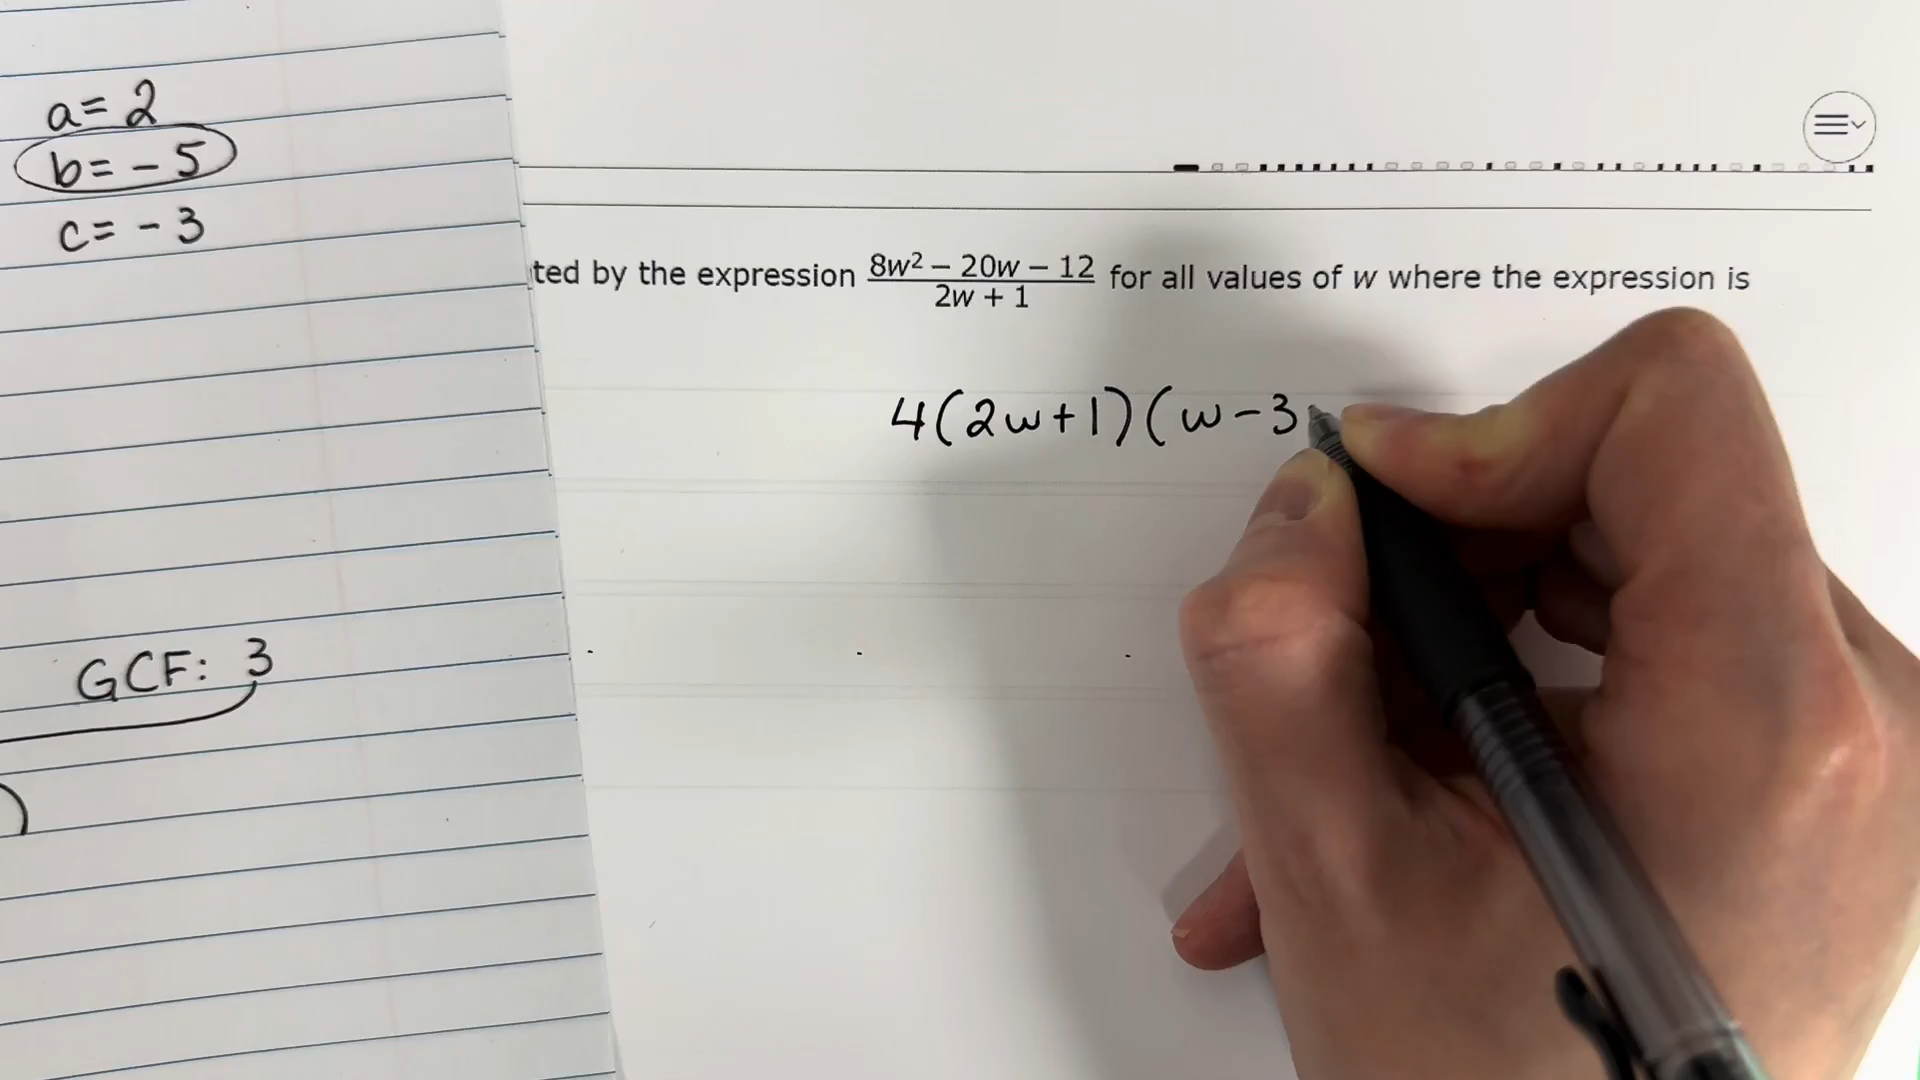 a = 2
b = - 5
c = - 3
GCF: 3
)
ted by the expression 8w² – 20w – 12 / 2w + 1 for all values of w where the expression is
4(2w+1)(w-3